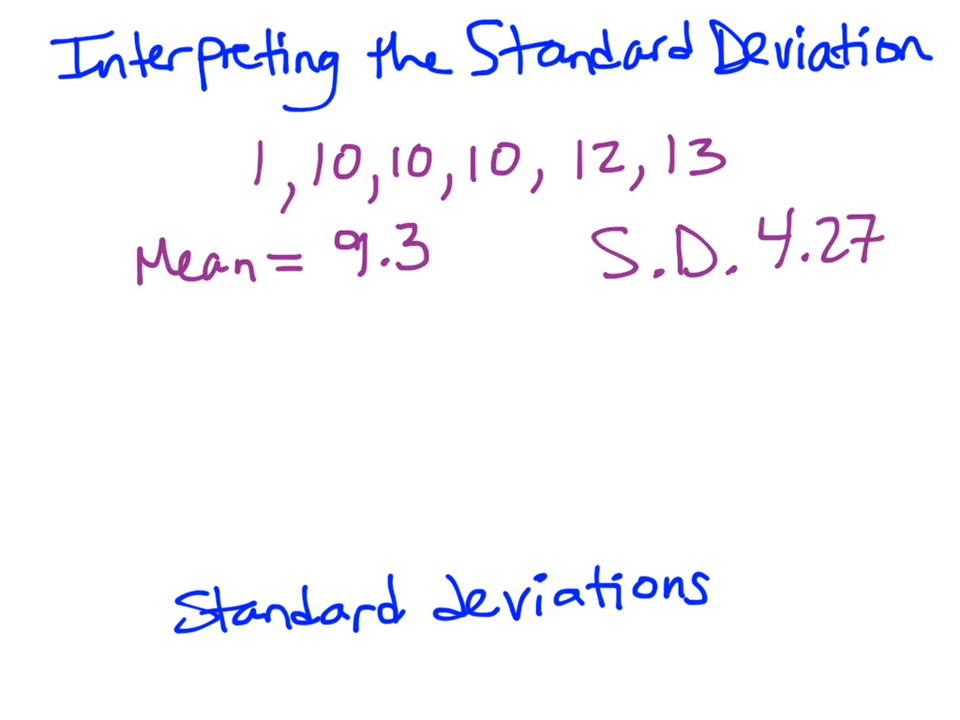 Interpreting the Standard Deviation
1, 10, 10, 10, 12, 13
Mean = 9.3 S.D. 4.27
Standard deviations